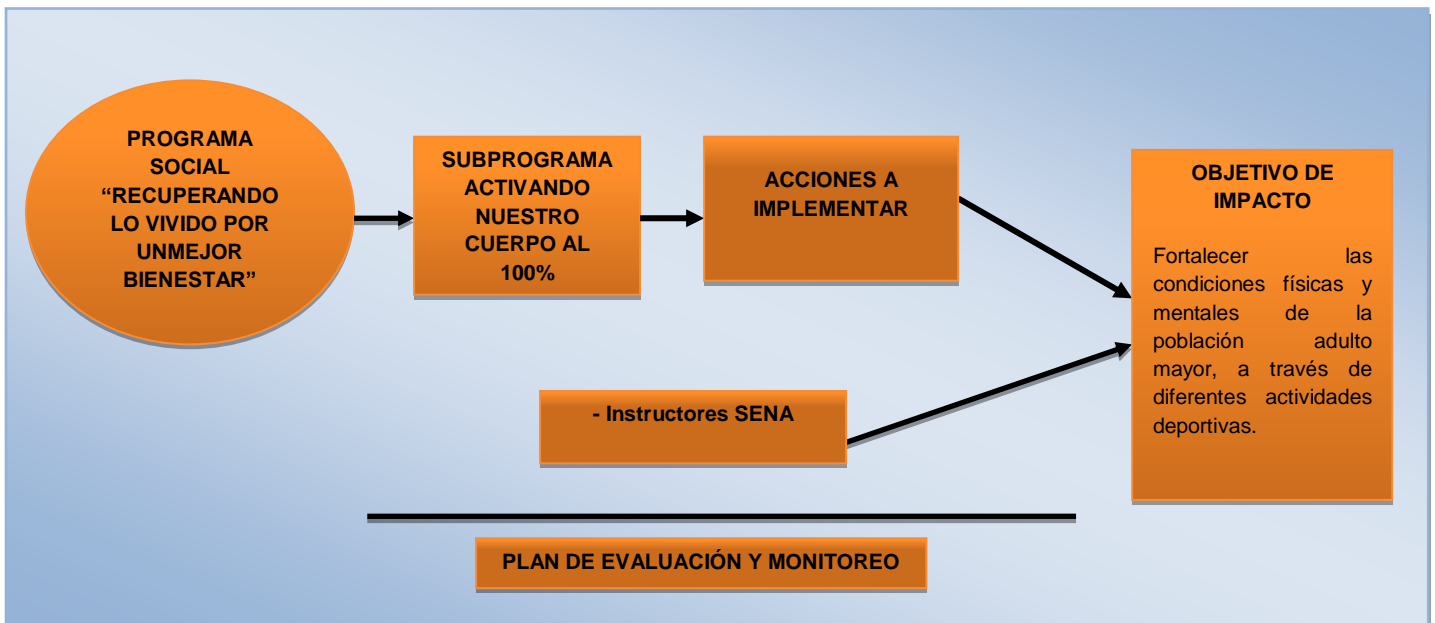 PROGRAMA
SOCIAL
“RECUPERANDO
LO VIVIDO POR
UNMEJOR
BIENESTAR”
SUBPROGRAMA
ACTIVANDO
NUESTRO
CUERPO AL
100%
ACCIONES A
IMPLEMENTAR
OBJETIVO DE
IMPACTO
Fortalecer las
condiciones físicas y
mentales de la
población adulto
mayor, a través de
diferentes actividades
deportivas.
- Instructores SENA
PLAN DE EVALUACIÓN Y MONITOREO